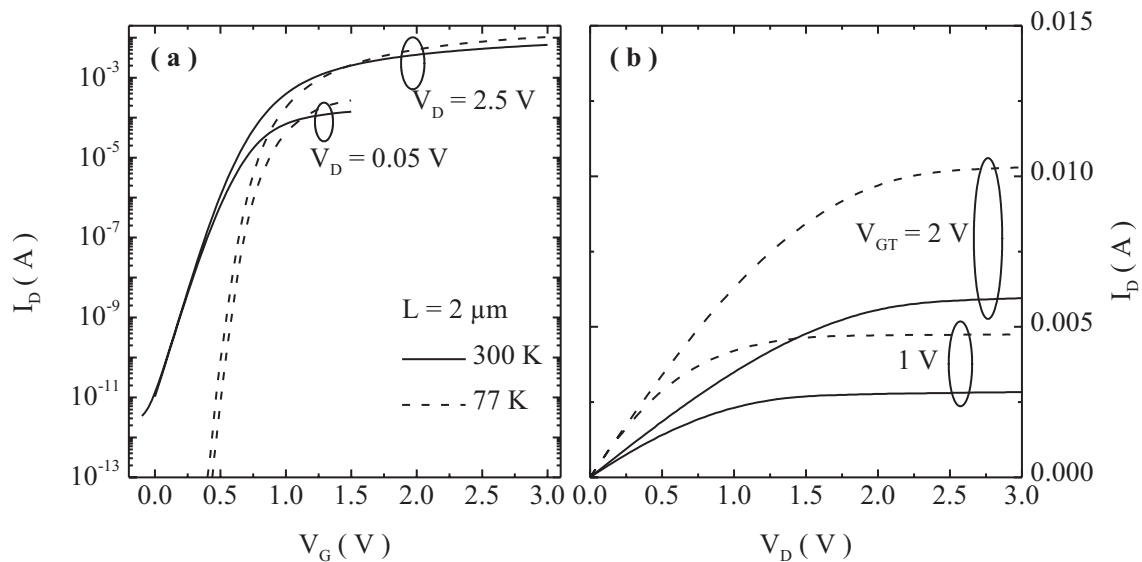 ( a )
V_D = 2.5 V
V_D = 0.05 V
L = 2 μm
300 K
77 K
10^-3
10^-5
10^-7
10^-9
10^-11
10^-13
I_D ( A )
0.0 0.5 1.0 1.5 2.0 2.5 3.0
V_G ( V )
( b )
V_GT = 2 V
1 V
0.015
0.010
0.005
0.000
I_D ( A )
0.0 0.5 1.0 1.5 2.0 2.5 3.0
V_D ( V )